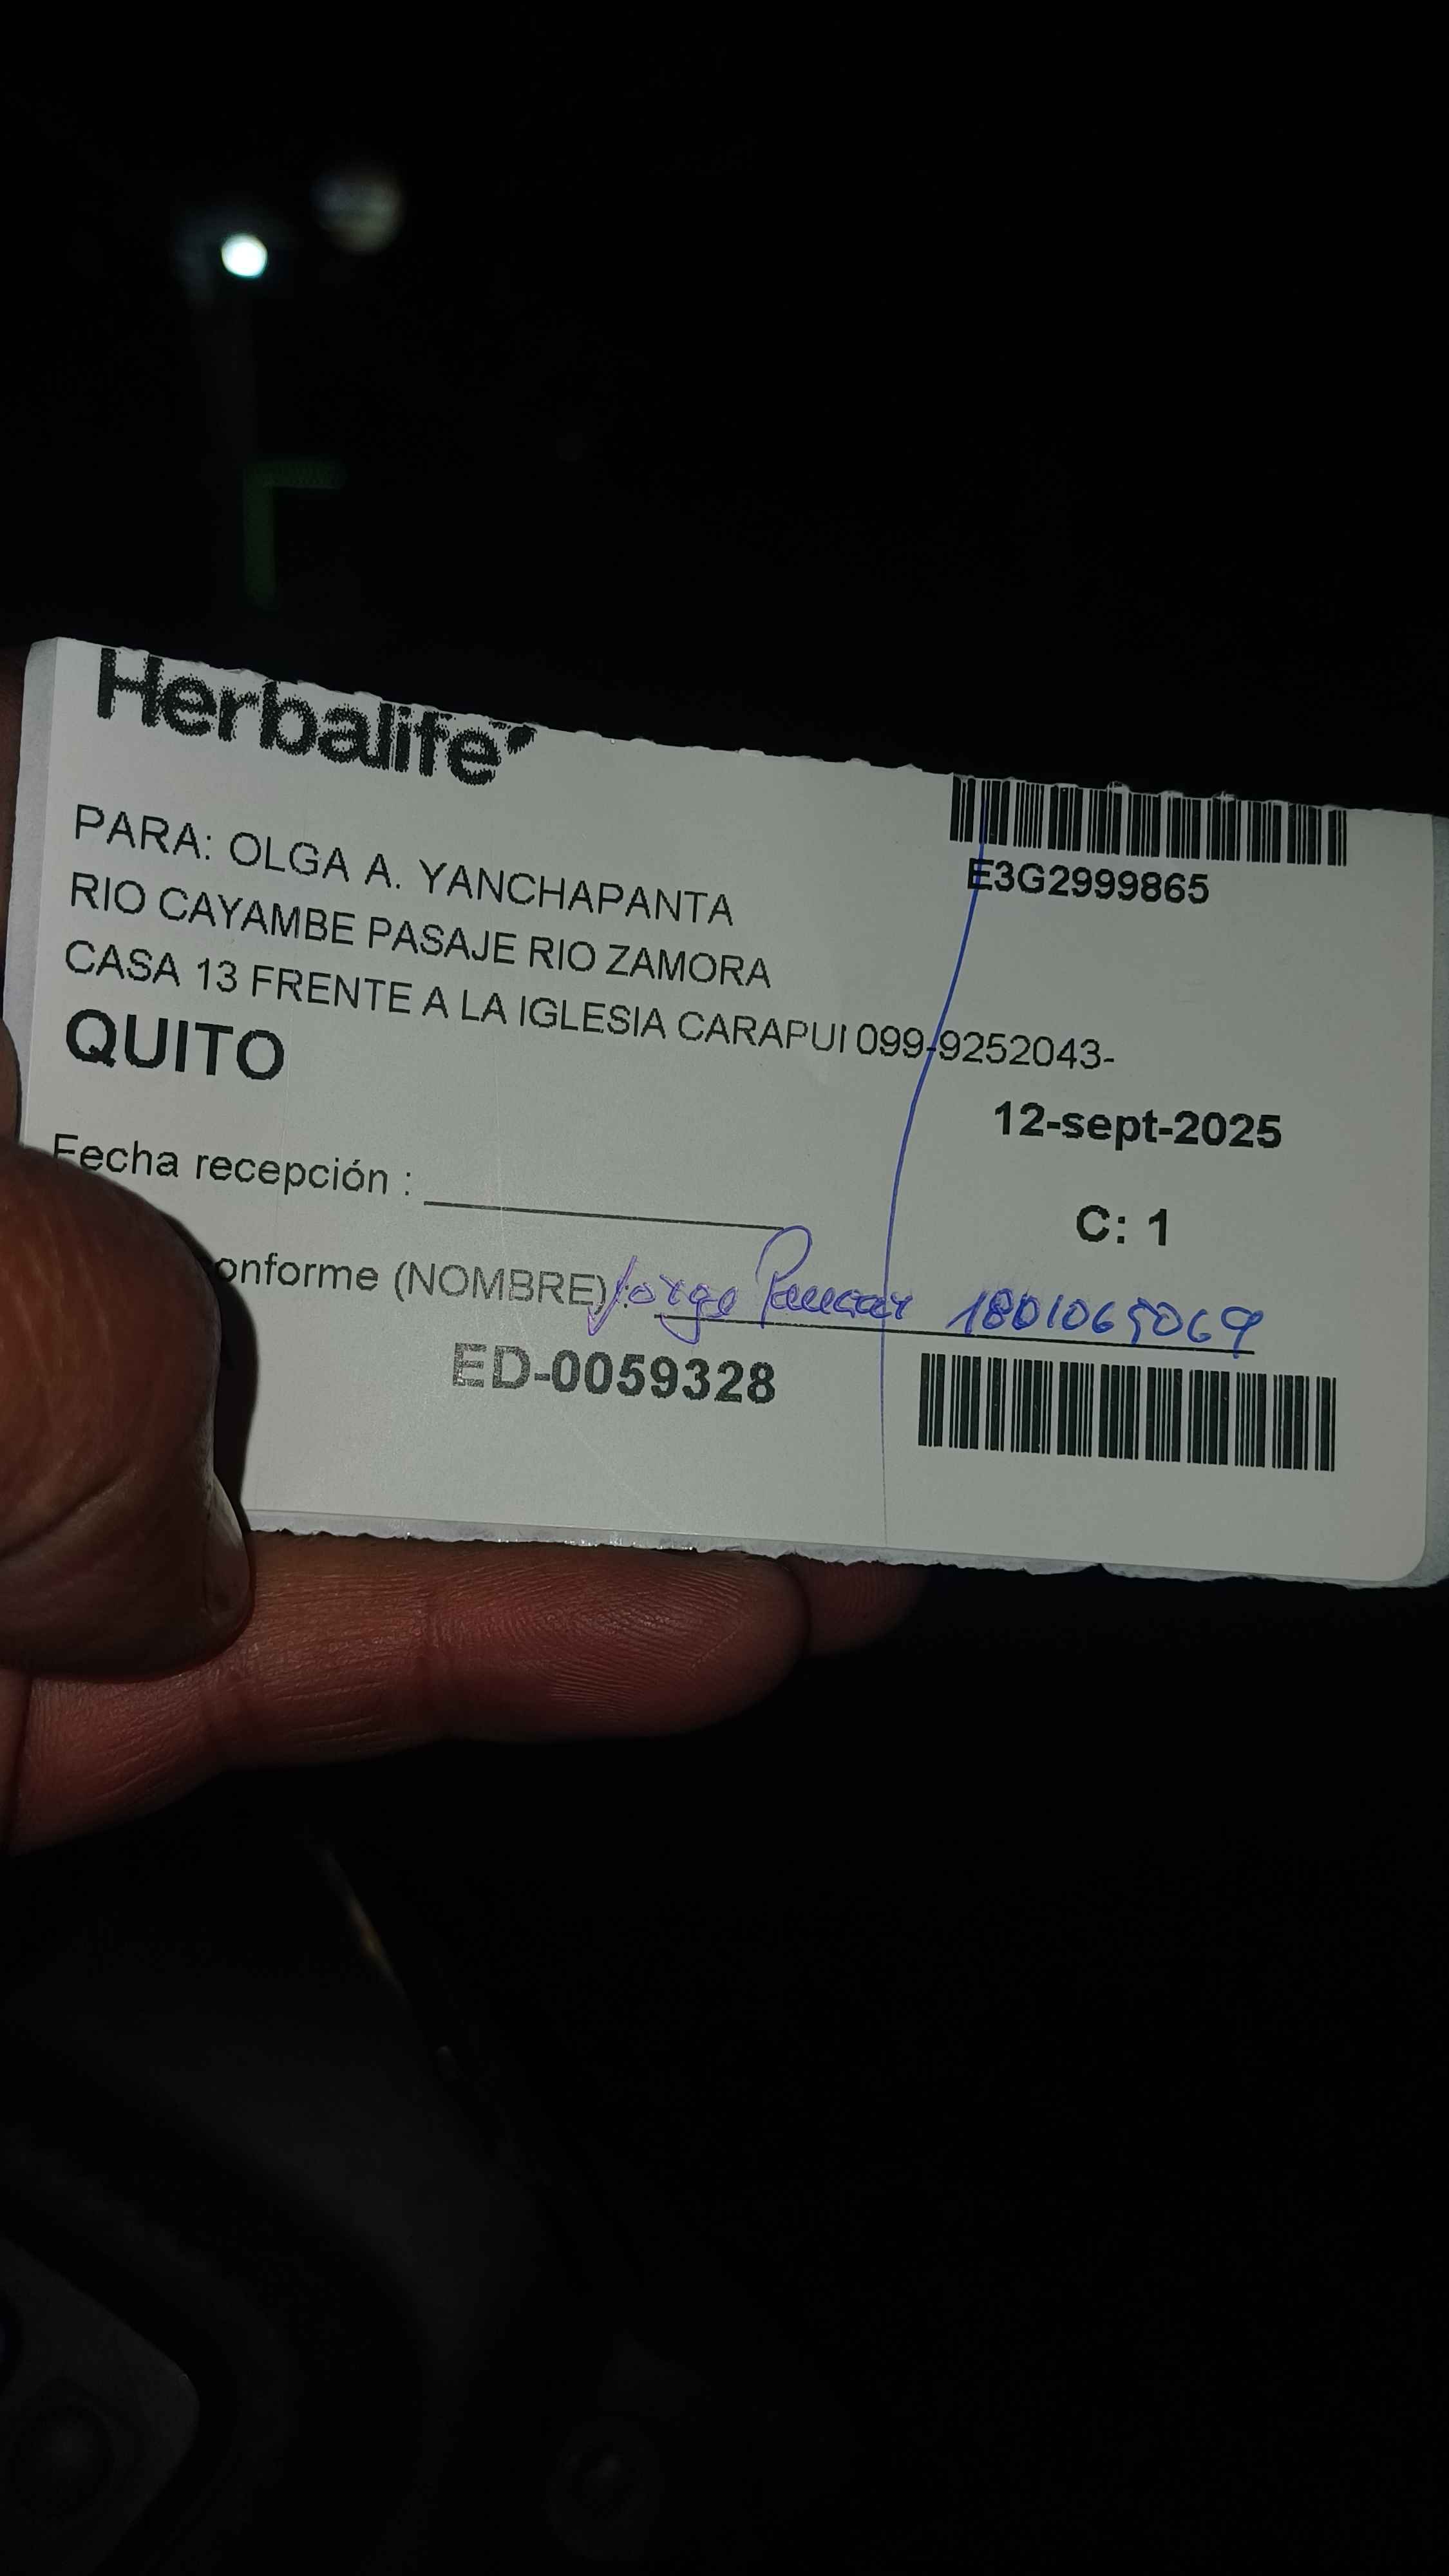 Herbalife
E3G2999865
PARA: OLGA A. YANCHAPANTA
RIO CAYAMBE PASAJE RIO ZAMORA
CASA 13 FRENTE A LA IGLESIA CARAPUI 099-9252043-
QUITO
12-sept-2025
Fecha recepción :
C: 1
onforme (NOMBRE): Jorge 1801065069
ED-0059328